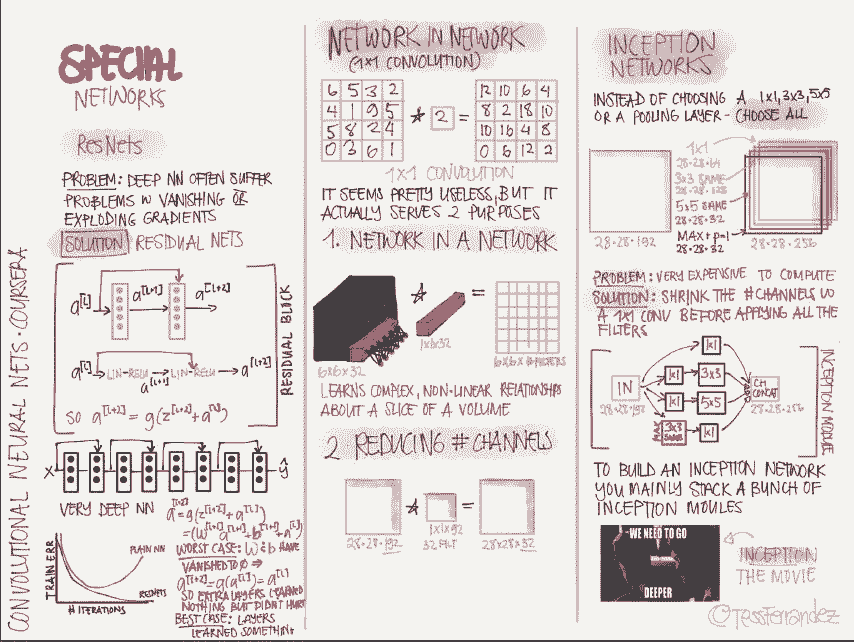 CONVOLUTIONAL NEURAL NETS · COURSERA
SPECIAL
NETWORKS
ResNets
PROBLEM: DEEP NN OFTEN SUFFER
PROBLEMS W VANISHING OR
EXPLODING GRADIENTS
SOLUTION: RESIDUAL NETS
a[l] a[l+1] a[l+2]
a[l] LIN-RELU LIN-RELU a[l+2]
a[l+1]
SO a[l+2] = g(z[l+2]+a[l])
RESIDUAL BLOCK
X ŷ
VERY DEEP NN
a[l+2] = g(z[l+2]+a[l])
=(W[l+2]a[l+1]+b[l+2]+a[l])
WORST CASE: W & b HAVE
VANISHED TO 0 ⇒
a[l+2]=g(a[l])=a[l]
SO EXTRA LAYERS LEARNED
NOTHING BUT DIDN'T HURT
BEST CASE: LAYERS
LEARNED SOMETHING
TRAIN ERR
PLAIN NN
RESNETS
# ITERATIONS
NETWORK IN NETWORK
(1x1 CONVOLUTION)
6 5 3 2
4 1 9 5
5 8 2 4
0 3 6 1
* 2 =
12 10 6 4
8 2 18 10
10 16 4 8
0 6 12 2
1X1 CONVOLUTION
IT SEEMS PRETTY USELESS, BUT IT
ACTUALLY SERVES 2 PURPOSES
1. NETWORK IN A NETWORK
* =
6x6x32
1x1x32
6x6x#FILTERS
LEARNS COMPLEX, NON-LINEAR RELATIONSHIPS
ABOUT A SLICE OF A VOLUME
2 REDUCING # CHANNELS
* =
28·28·192
1x1x192
32 FILT
28x28x32
INCEPTION
NETWORKS
INSTEAD OF CHOOSING A 1x1, 3x3, 5x5
OR A POOLING LAYER - CHOOSE ALL
1x1
28·28·64
3x3 SAME
28·28·128
5x5 SAME
28·28·32
MAX + p=1
28·28·32
28·28·192
28·28·256
PROBLEM: VERY EXPENSIVE TO COMPUTE
SOLUTION: SHRINK THE # CHANNELS W
A 1x1 CONV BEFORE APPLYING ALL THE
FILTERS
IN
28·28·192
1x1
1x1
3x3
1x1
5x5
MAX
3x3
SAME
1x1
CH
CONCAT
28·28·256
INCEPTION MODULE
TO BUILD AN INCEPTION NETWORK
YOU MAINLY STACK A BUNCH OF
INCEPTION MODULES
WE NEED TO GO
DEEPER
INCEPTION
THE MOVIE
@TessFerrandez